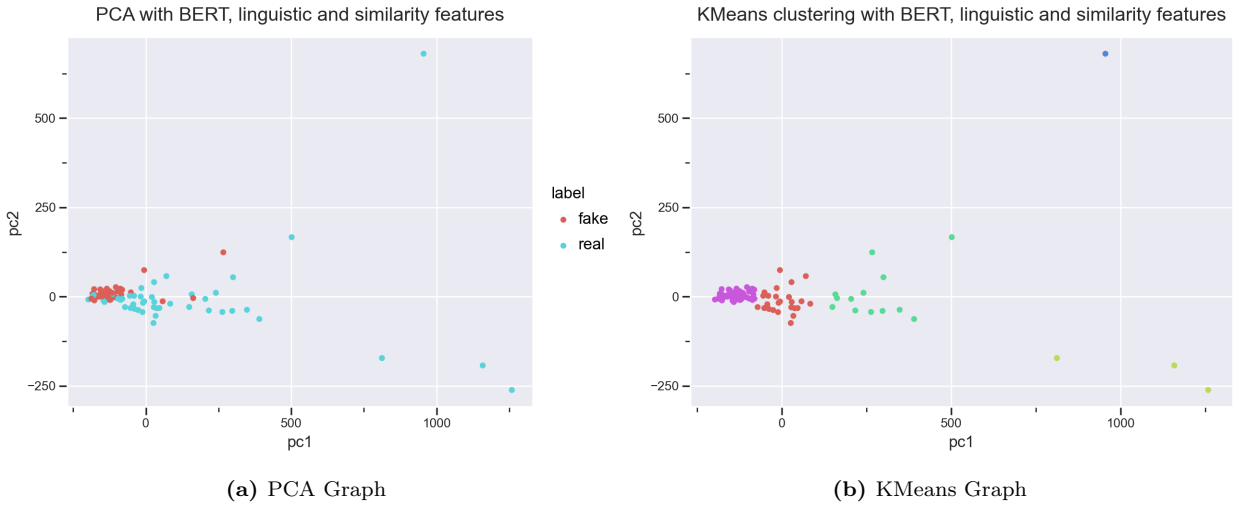 PCA with BERT, linguistic and similarity features
500
250
0
−250
pc2
0
500
1000
pc1
label
fake
real
(a) PCA Graph
KMeans clustering with BERT, linguistic and similarity features
500
250
0
−250
pc2
0
500
1000
pc1
(b) KMeans Graph